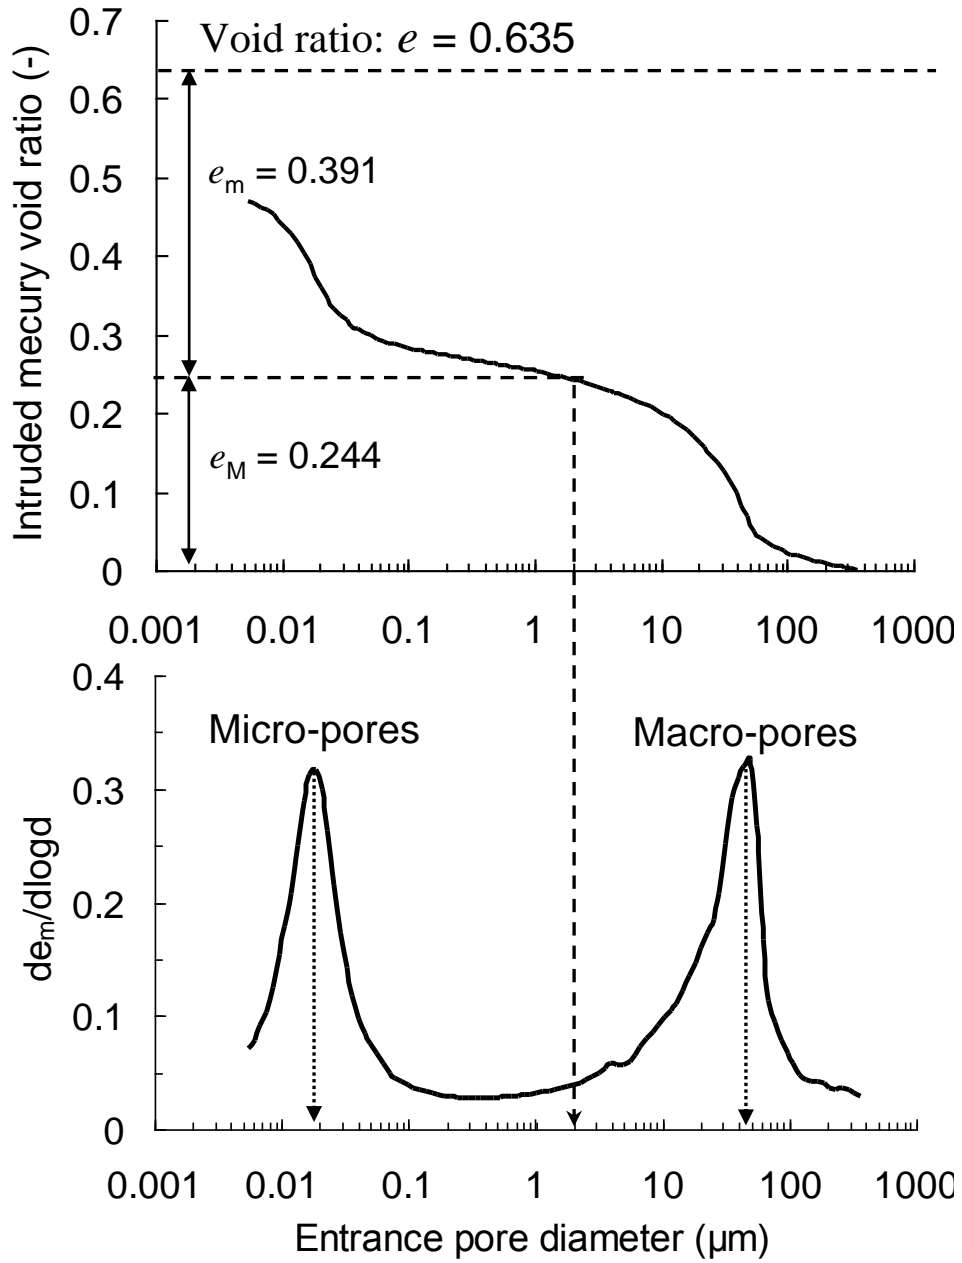 0.7
Void ratio: e = 0.635
0.6
0.5
eₘ = 0.391
0.4
0.3
0.2
e_M = 0.244
0.1
0
Intruded mecury void ratio (-)
0.001 0.01 0.1 1 10 100 1000
0.4
Micro-pores Macro-pores
0.3
0.2
0.1
0
deₘ/dlogd
0.001 0.01 0.1 1 10 100 1000
Entrance pore diameter (μm)